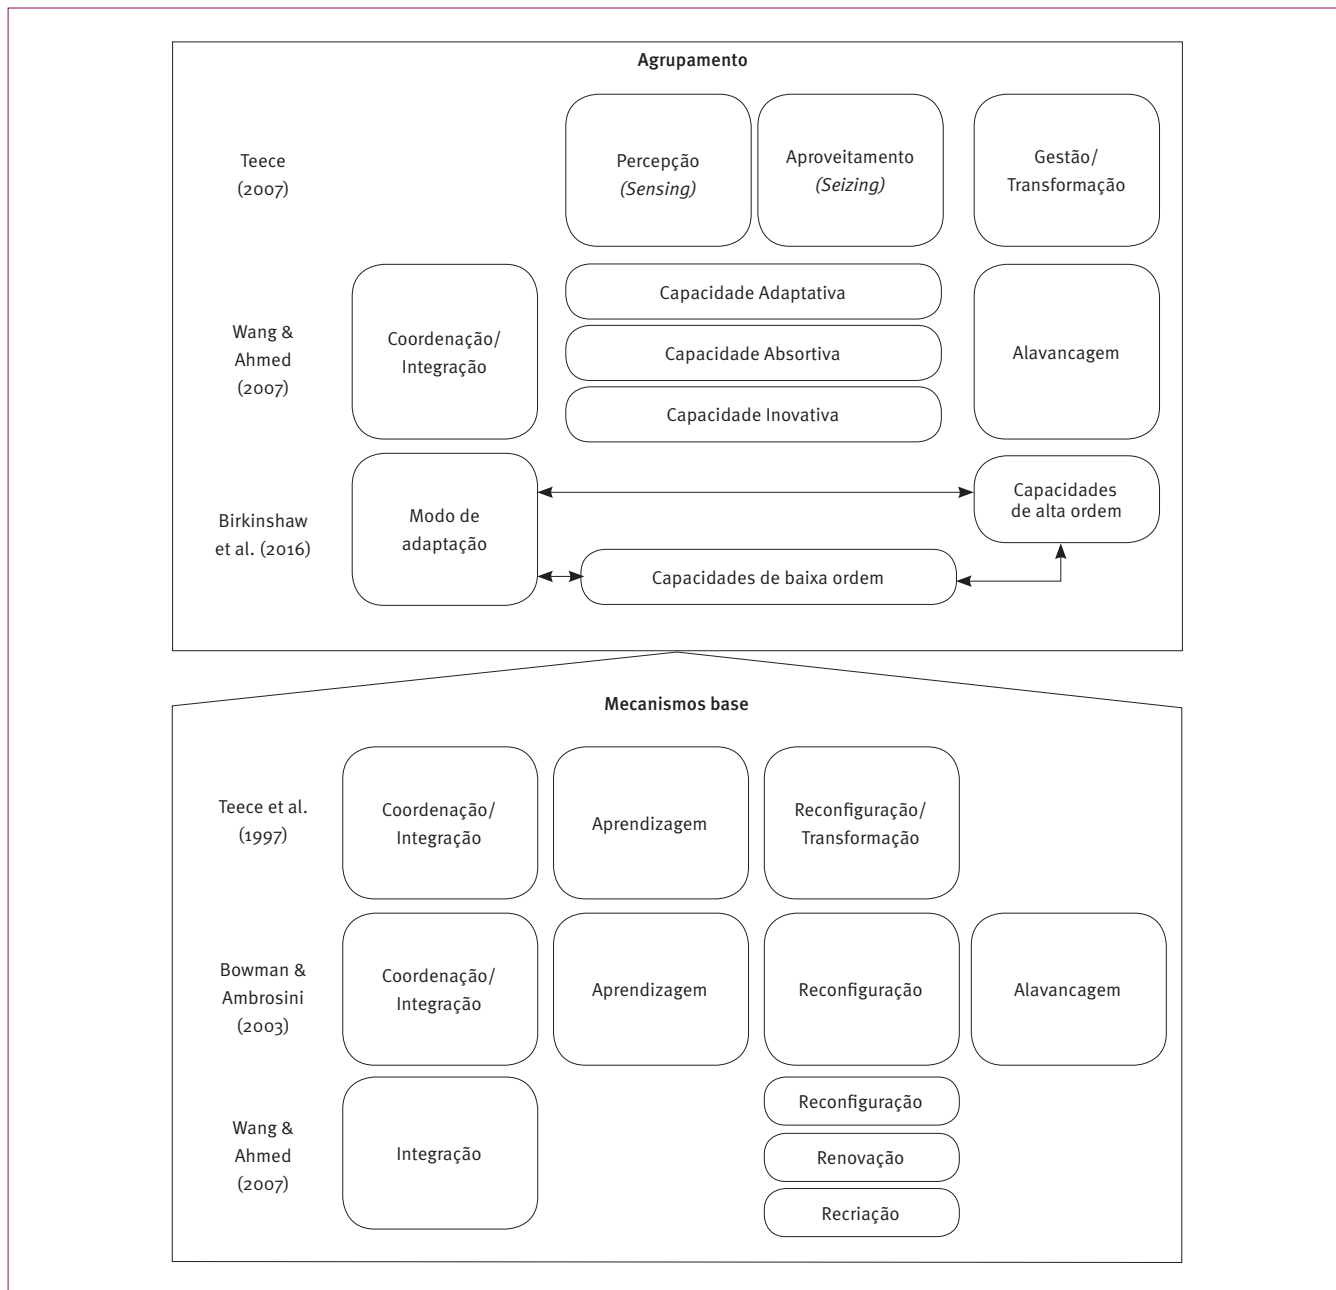 Agrupamento
Teece
(2007)
Percepção
(Sensing)
Aproveitamento
(Seizing)
Gestão/
Transformação
Wang &
Ahmed
(2007)
Coordenação/
Integração
Capacidade Adaptativa
Capacidade Absortiva
Capacidade Inovativa
Alavancagem
Birkinshaw
et al. (2016)
Modo de
adaptação
Capacidades de baixa ordem
Capacidades
de alta ordem
Mecanismos base
Teece et al.
(1997)
Coordenação/
Integração
Aprendizagem
Reconfiguração/
Transformação
Bowman &
Ambrosini
(2003)
Coordenação/
Integração
Aprendizagem
Reconfiguração
Alavancagem
Wang &
Ahmed
(2007)
Integração
Reconfiguração
Renovação
Recriação